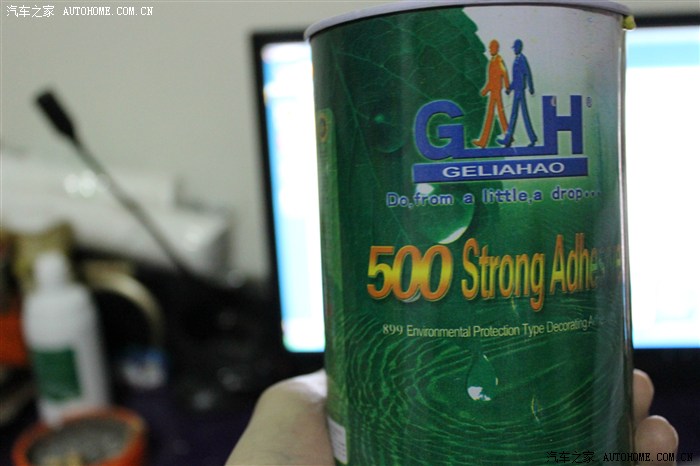 汽车之家 AUTOHOME.COM.CN
G H ®
GELIAHAO
Do,from a little,a drop...
500 Strong Adhes
899 Environmental Protection Type Decorating A
汽车之家 AUTOHOME.COM.CN